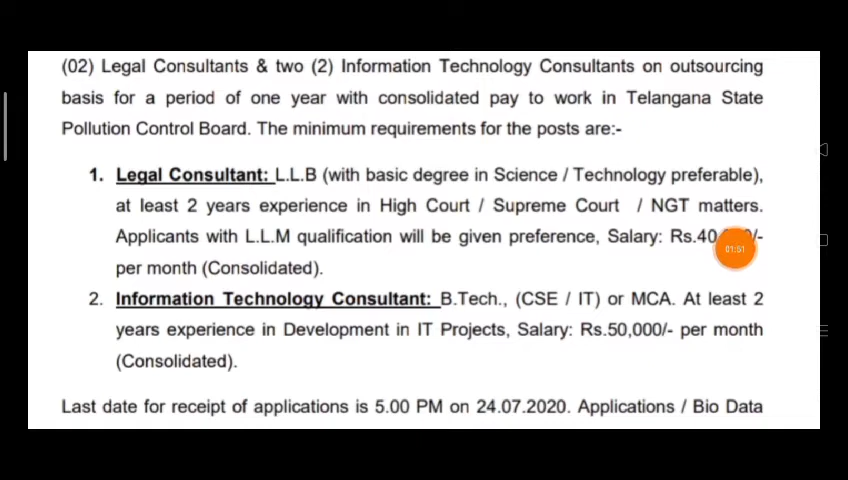 (02) Legal Consultants & two (2) Information Technology Consultants on outsourcing
basis for a period of one year with consolidated pay to work in Telangana State
Pollution Control Board. The minimum requirements for the posts are:-
1. Legal Consultant: L.L.B (with basic degree in Science / Technology preferable),
at least 2 years experience in High Court / Supreme Court / NGT matters.
Applicants with L.L.M qualification will be given preference, Salary:
01:51
per month (Consolidated).
2. Information Technology Consultant: B.Tech., (CSE / IT) or MCA. At least 2
years experience in Development in IT Projects, Salary: Rs.50,000/- per month
(Consolidated).
Last date for receipt of applications is 5.00 PM on 24.07.2020. Applications / Bio Data